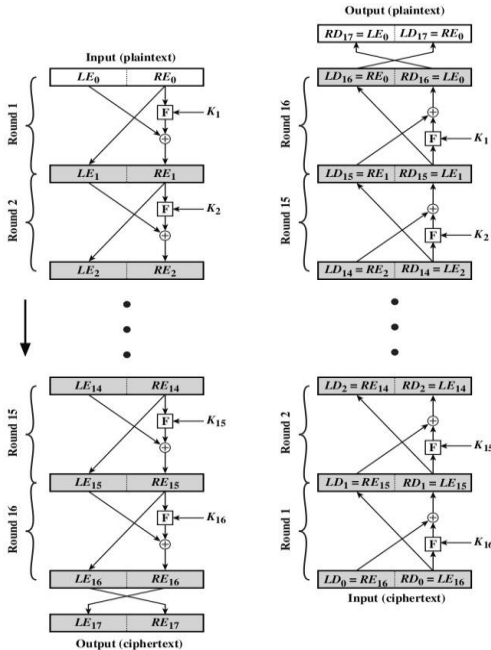 Input (plaintext)
LE₀ RE₀
Round 1
F
K₁
LE₁ RE₁
Round 2
F
K₂
LE₂ RE₂
LE₁₄ RE₁₄
Round 15
F
K₁₅
LE₁₅ RE₁₅
Round 16
F
K₁₆
LE₁₆ RE₁₆
LE₁₇ RE₁₇
Output (ciphertext)
Output (plaintext)
RD₁₇ = LE₀ LD₁₇ = RE₀
LD₁₆ = RE₀ RD₁₆ = LE₀
Round 16
F
K₁
LD₁₅ = RE₁ RD₁₅ = LE₁
Round 15
F
K₂
LD₁₄ = RE₂ RD₁₄ = LE₂
LD₂ = RE₁₄ RD₂ = LE₁₄
Round 2
F
K₁₅
LD₁ = RE₁₅ RD₁ = LE₁₅
Round 1
F
K₁₆
LD₀ = RE₁₆ RD₀ = LE₁₆
Input (ciphertext)